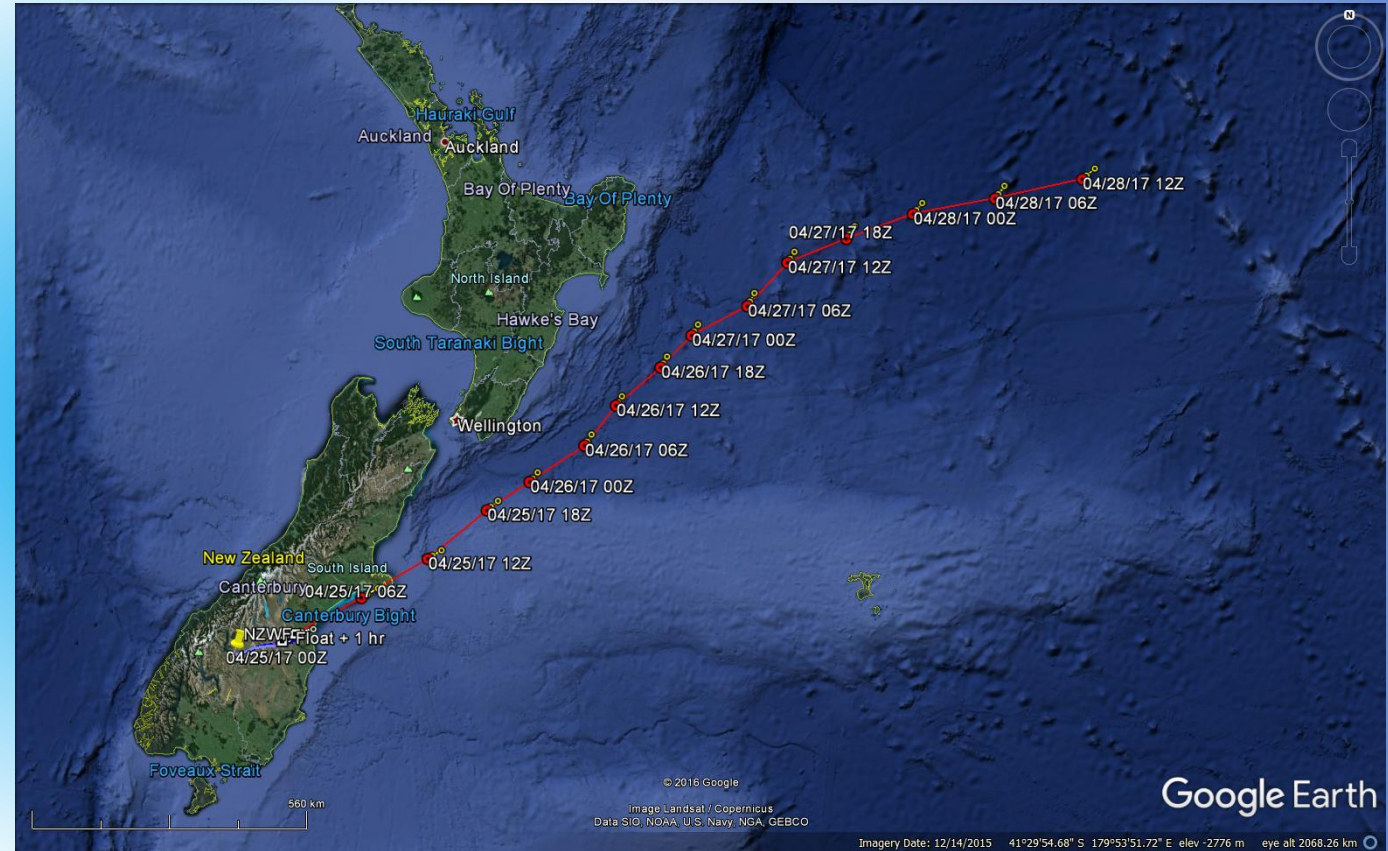 Hauraki Gulf
Auckland
Auckland
Bay Of Plenty
Bay Of Plenty
04/28/17 12Z
04/28/17 06Z
04/28/17 00Z
04/27/17 18Z
04/27/17 12Z
North Island
04/27/17 06Z
Hawke's Bay
04/27/17 00Z
South Taranaki Bight
04/26/17 18Z
04/26/17 12Z
Wellington
04/26/17 06Z
04/26/17 00Z
04/25/17 18Z
New Zealand
04/25/17 12Z
South Island
Canterbury
04/25/17 06Z
Canterbury Bight
Float + 1 hr
04/25/17 00Z
Foveaux Strait
560 km
© 2016 Google
Image Landsat / Copernicus
Data SIO, NOAA, U.S. Navy, NGA, GEBCO
Google Earth
Imagery Date: 12/14/2015 41°29'54.68" S 179°53'51.72" E elev -2776 m eye alt 2068.26 km
N